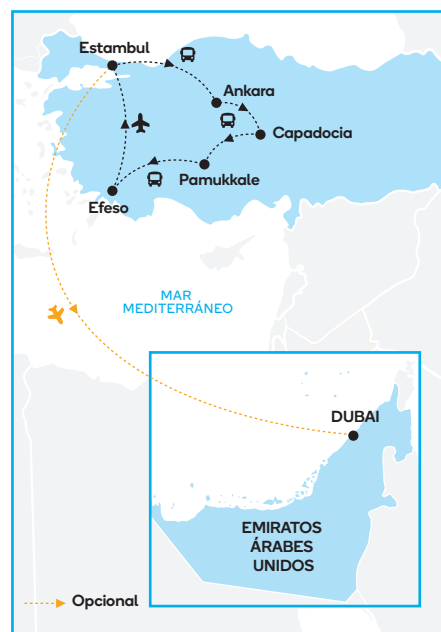 Estambul
Ankara
Capadocia
Pamukkale
Efeso
MAR
MEDITERRÁNEO
DUBAI
EMIRATOS
ÁRABES
UNIDOS
Opcional